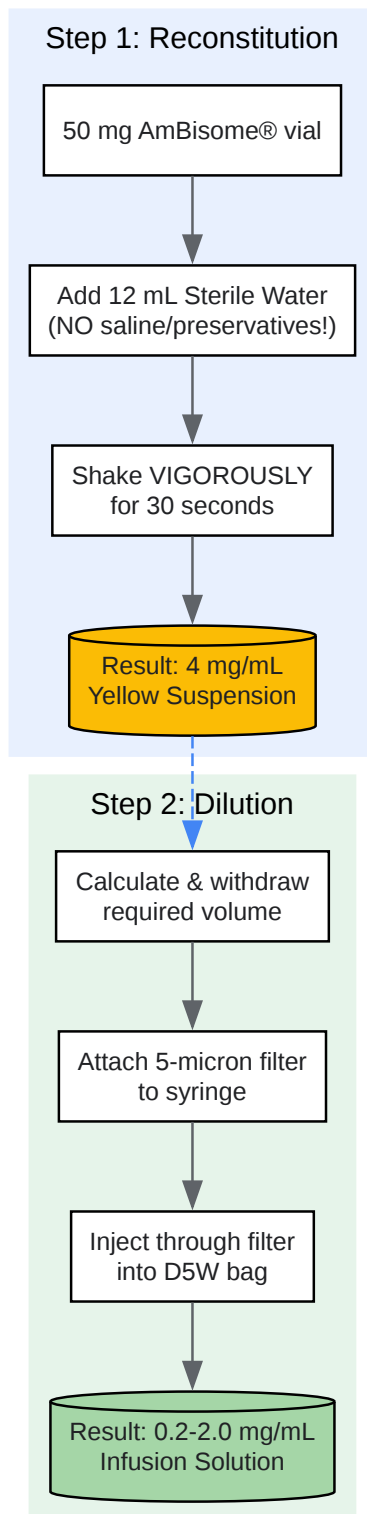 Step 1: Reconstitution
50 mg AmBisome® vial
Add 12 mL Sterile Water
(NO saline/preservatives!)
Shake VIGOROUSLY
for 30 seconds
Result: 4 mg/mL
Yellow Suspension
Step 2: Dilution
Calculate & withdraw
required volume
Attach 5-micron filter
to syringe
Inject through filter
into D5W bag
Result: 0.2-2.0 mg/mL
Infusion Solution